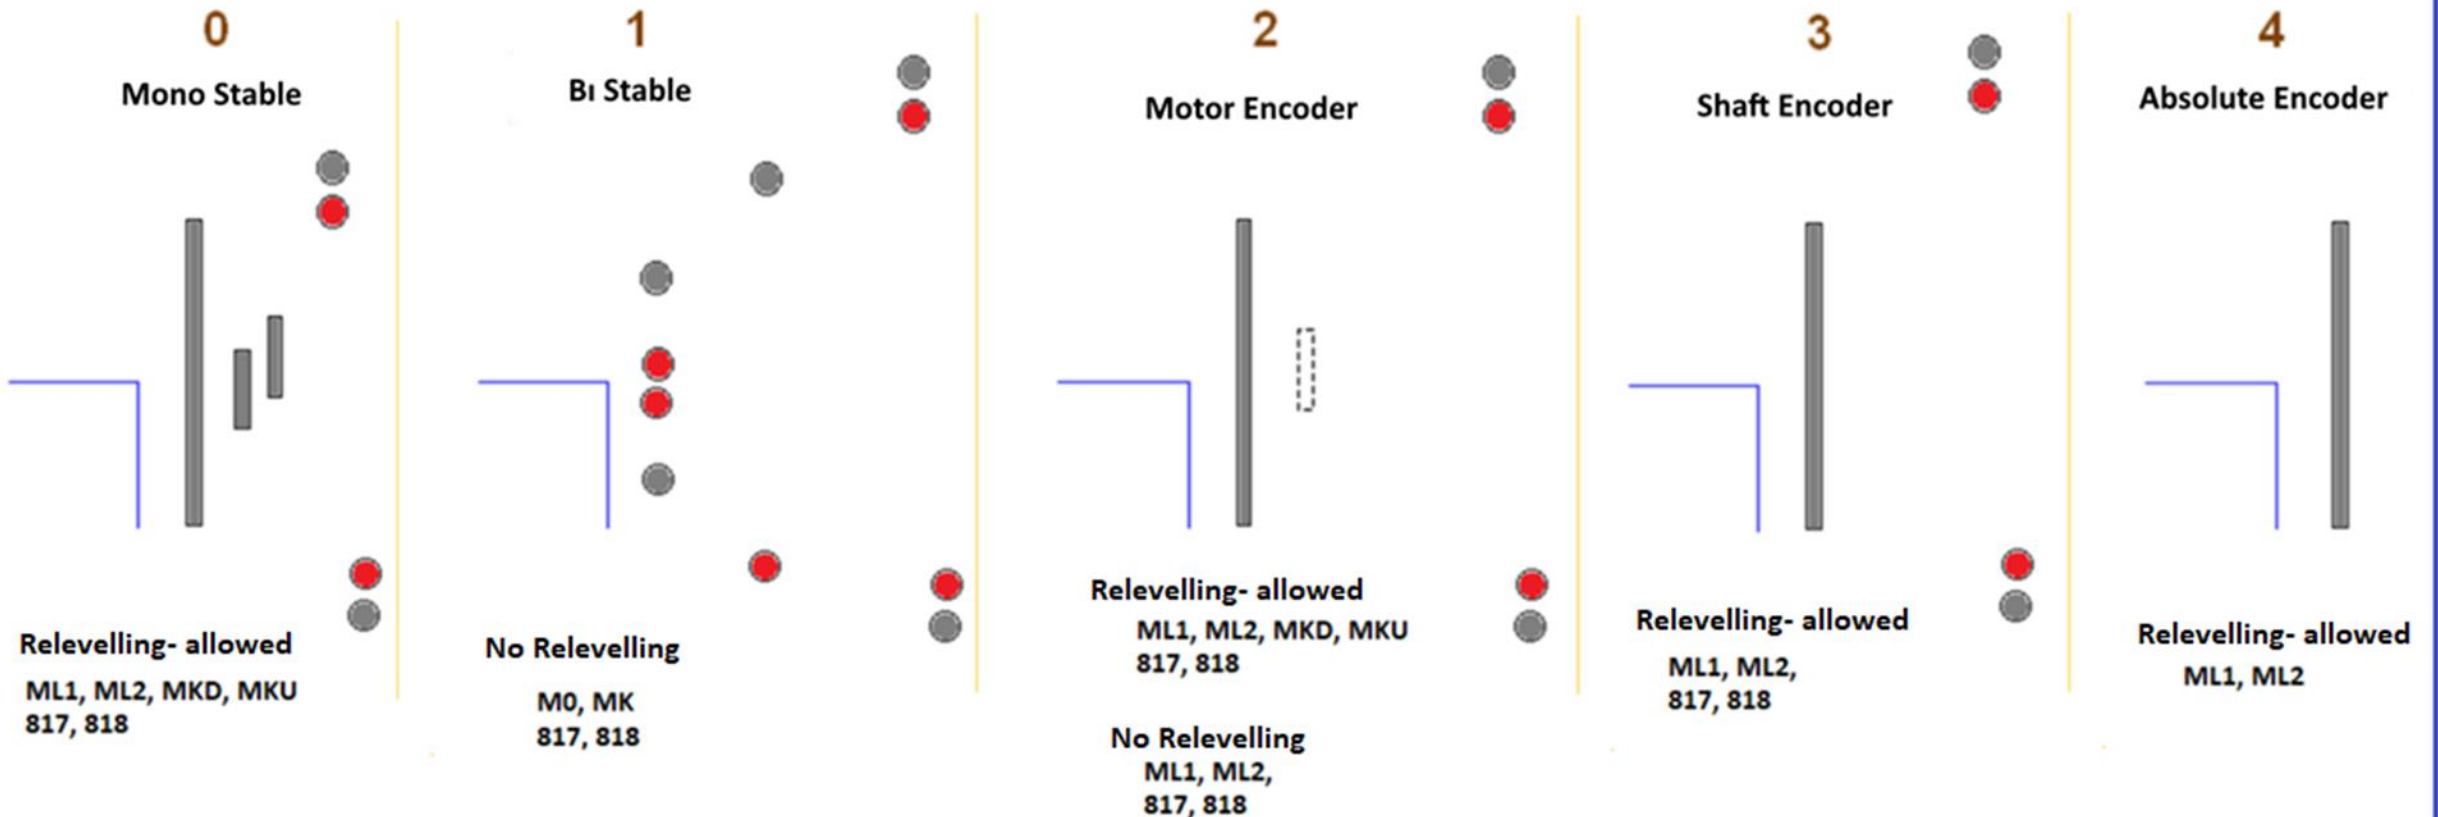 0
Mono Stable
Relevelling- allowed
ML1, ML2, MKD, MKU
817, 818
1
Bı Stable
No Relevelling
M0, MK
817, 818
2
Motor Encoder
Relevelling- allowed
ML1, ML2, MKD, MKU
817, 818
No Relevelling
ML1, ML2,
817, 818
3
Shaft Encoder
Relevelling- allowed
ML1, ML2,
817, 818
4
Absolute Encoder
Relevelling- allowed
ML1, ML2